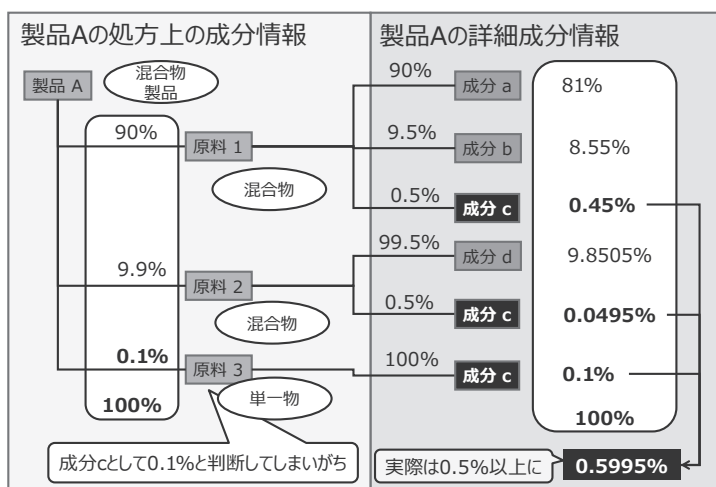 製品Aの処方上の成分情報
製品 A
混合物
製品
90%
原料 1
混合物
9.9%
原料 2
混合物
0.1%
原料 3
単一物
100%
成分cとして0.1%と判断してしまいがち
製品Aの詳細成分情報
90%
成分 a
81%
9.5%
成分 b
8.55%
0.5%
成分 c
0.45%
99.5%
成分 d
9.8505%
0.5%
成分 c
0.0495%
100%
成分 c
0.1%
100%
実際は0.5%以上に
0.5995%